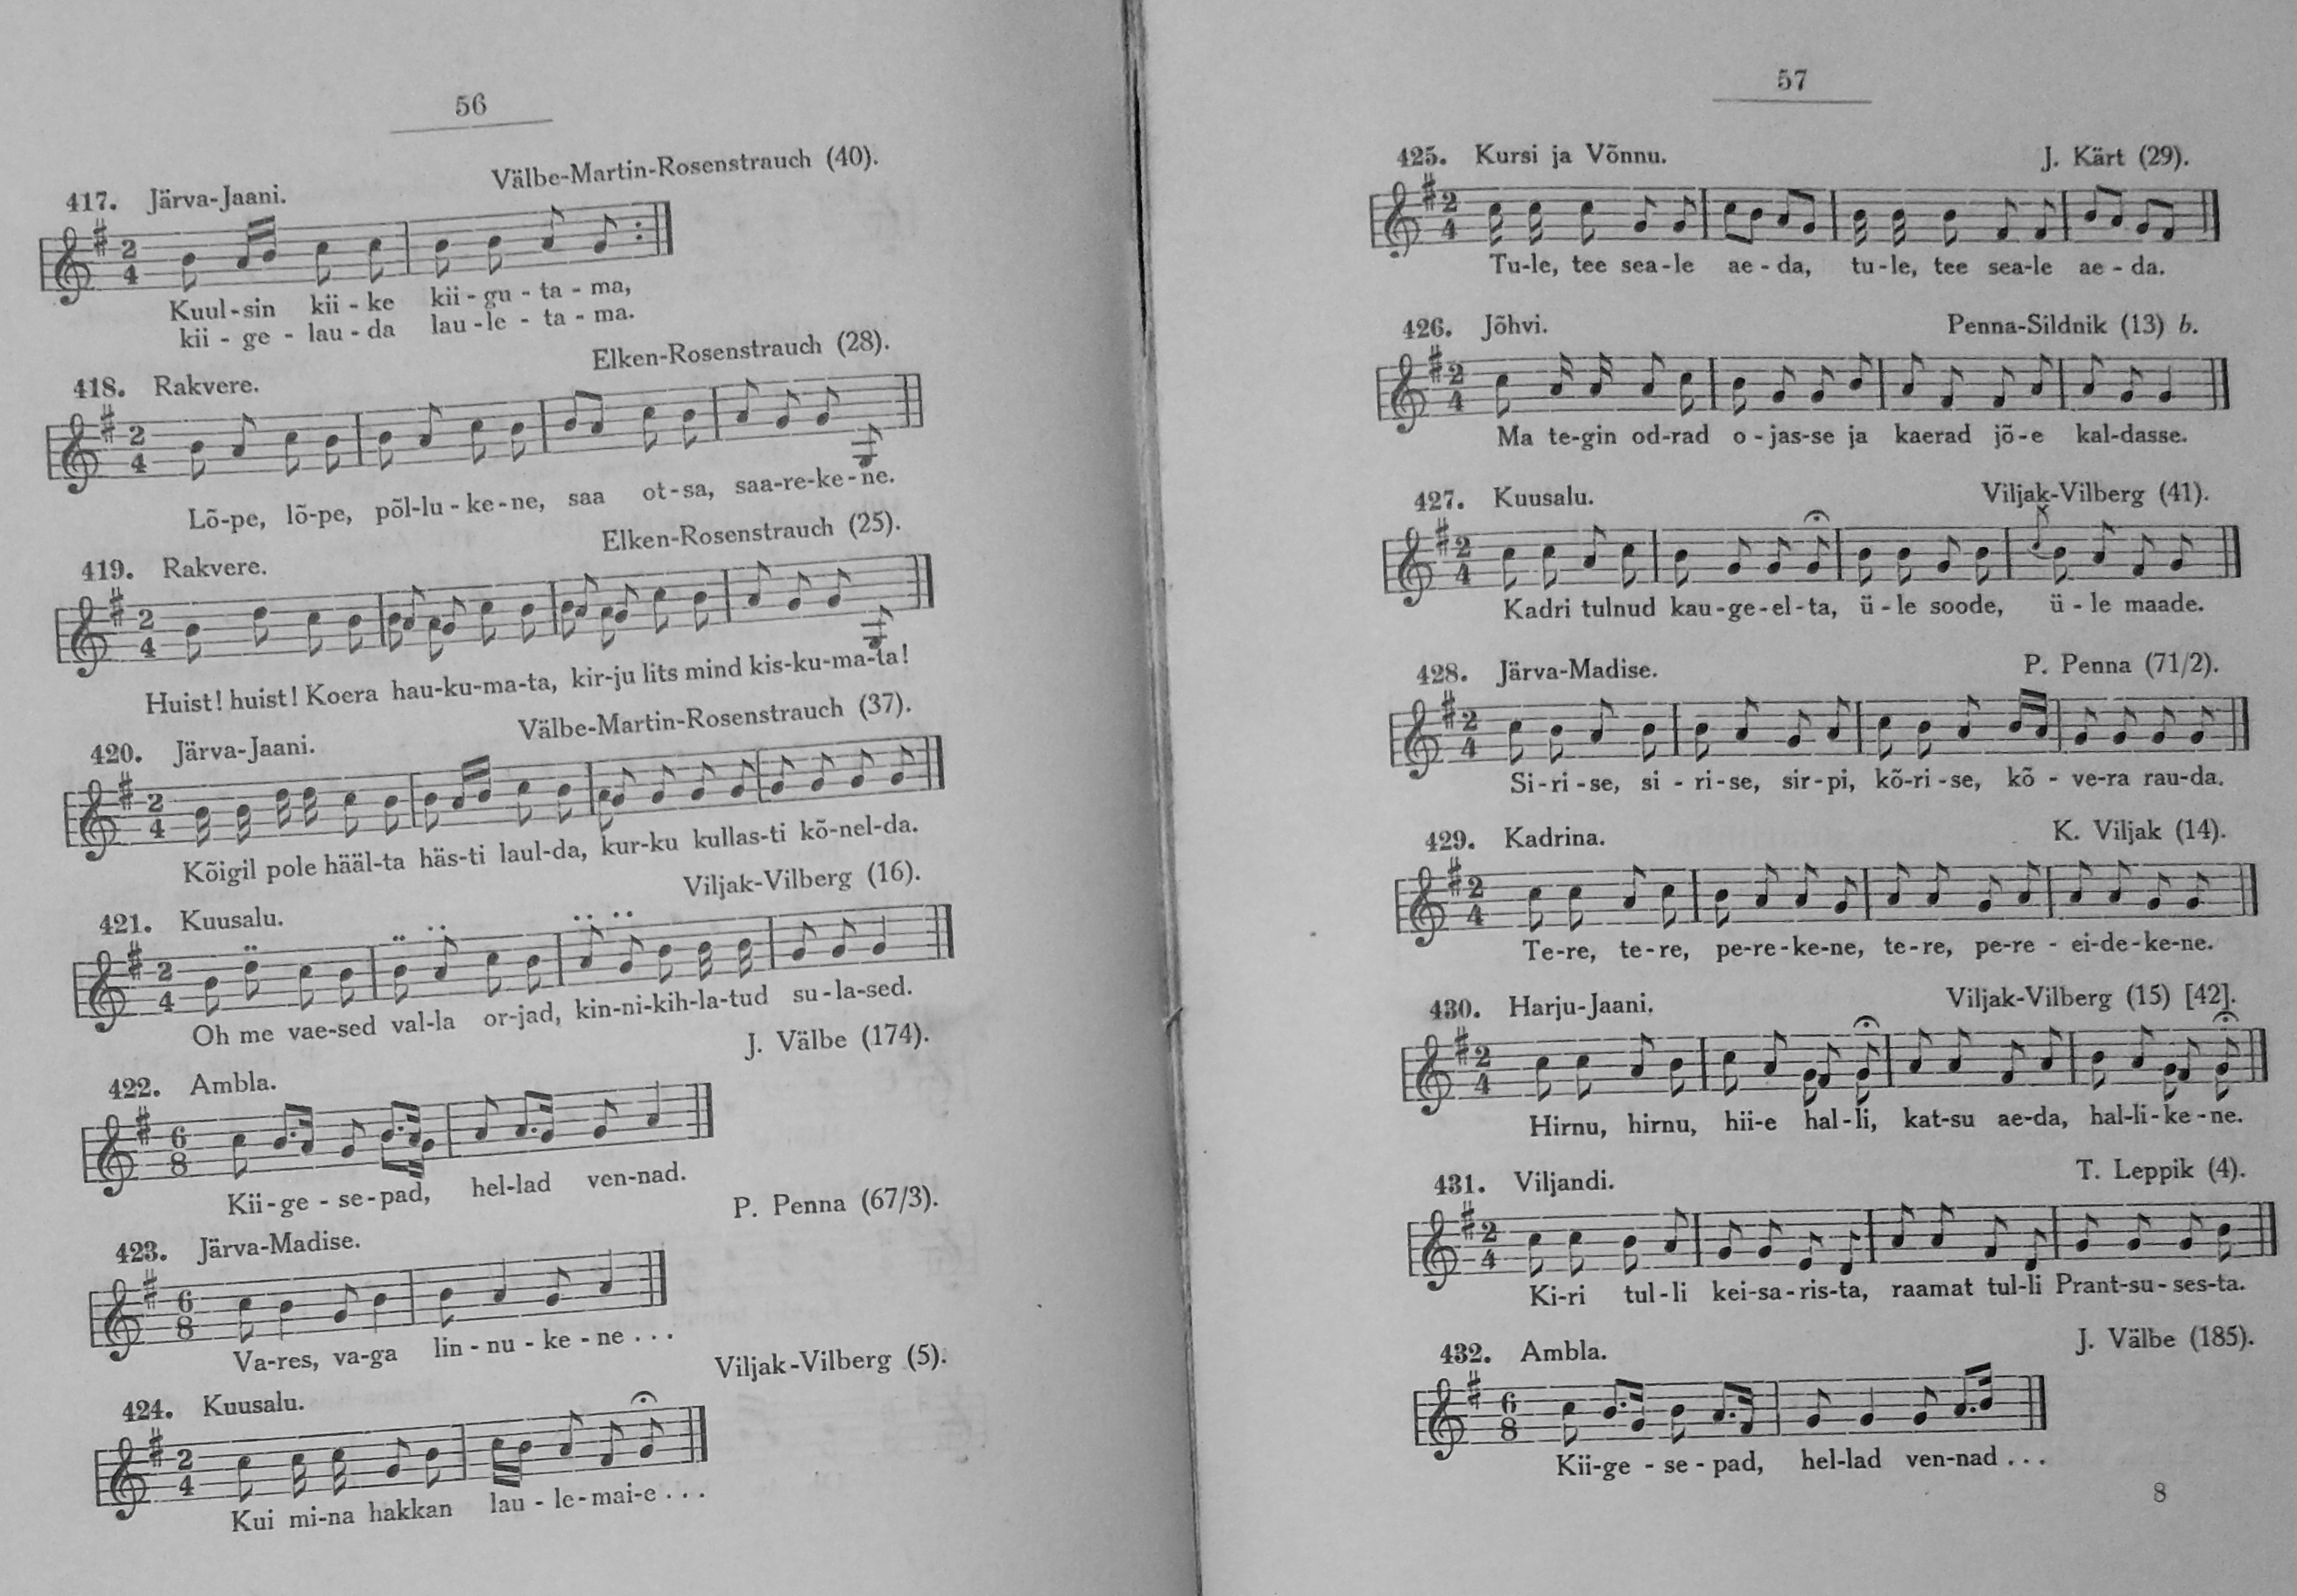 56
417. Järva-Jaani. Välbe-Martin-Rosenstrauch (40).
2 4
Kuul-sin kii - ke kii - gu - ta - ma,
kii - ge - lau - da lau - le - ta - ma.
418. Rakvere. Elken-Rosenstrauch (28).
2 4
Lõ-pe, lõ-pe, põl-lu - ke - ne, saa ot - sa, saa-re-ke - ne.
419. Rakvere. Elken-Rosenstrauch (25).
2 4
Huist! huist! Koera hau-ku-ma-ta, kir-ju lits mind kis-ku-ma-ta!
420. Järva-Jaani. Välbe-Martin-Rosenstrauch (37).
2 4
Kõigil pole hääl-ta häs-ti laul-da, kur-ku kullas-ti kõ-nel-da.
421. Kuusalu. Viljak-Vilberg (16).
2 4
Oh me vae-sed val-la or-jad, kin-ni-kih-la-tud su-la-sed.
422. Ambla. J. Välbe (174).
6 8
Kii-ge - se-pad, hel-lad ven-nad.
423. Järva-Madise. P. Penna (67/3).
6 8
Va-res, va-ga lin - nu - ke - ne . . .
424. Kuusalu. Viljak-Vilberg (5).
2 4
Kui mi-na hakkan lau - le-mai-e . . .
57
425. Kursi ja Võnnu. J. Kärt (29).
2 4
Tu-le, tee sea-le ae - da, tu-le, tee sea-le ae - da.
426. Jõhvi. Penna-Sildnik (13) b.
2 4
Ma te-gin od-rad o - jas-se ja kaerad jõ-e kal-dasse.
427. Kuusalu. Viljak-Vilberg (41).
2 4
Kadri tulnud kau-ge-el-ta, ü-le soode, ü-le maade.
428. Järva-Madise. P. Penna (71/2).
2 4
Si-ri-se, si - ri-se, sir-pi, kõ-ri-se, kõ - ve-ra rau-da.
429. Kadrina. K. Viljak (14).
2 4
Te-re, te-re, pe-re-ke-ne, te-re, pe-re - ei-de-ke-ne.
430. Harju-Jaani. Viljak-Vilberg (15) [42].
2 4
Hirnu, hirnu, hii-e hal-li, kat-su ae-da, hal-li-ke-ne.
431. Viljandi. T. Leppik (4).
2 4
Ki-ri tul-li kei-sa-ris-ta, raamat tul-li Prant-su-ses-ta.
432. Ambla. J. Välbe (185).
6 8
Kii-ge - se - pad, hel-lad ven-nad . . .
8